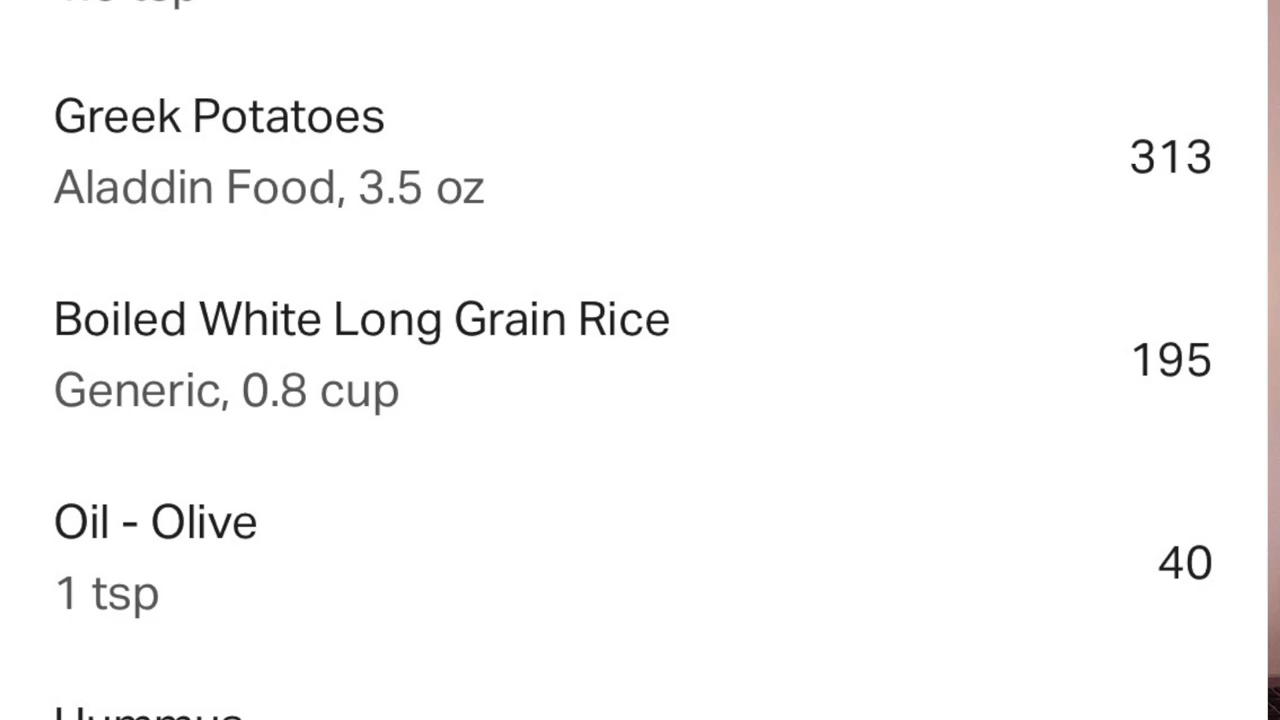 Greek Potatoes
313
Aladdin Food, 3.5 oz
Boiled White Long Grain Rice
195
Generic, 0.8 cup
Oil - Olive
40
1 tsp
Hummus